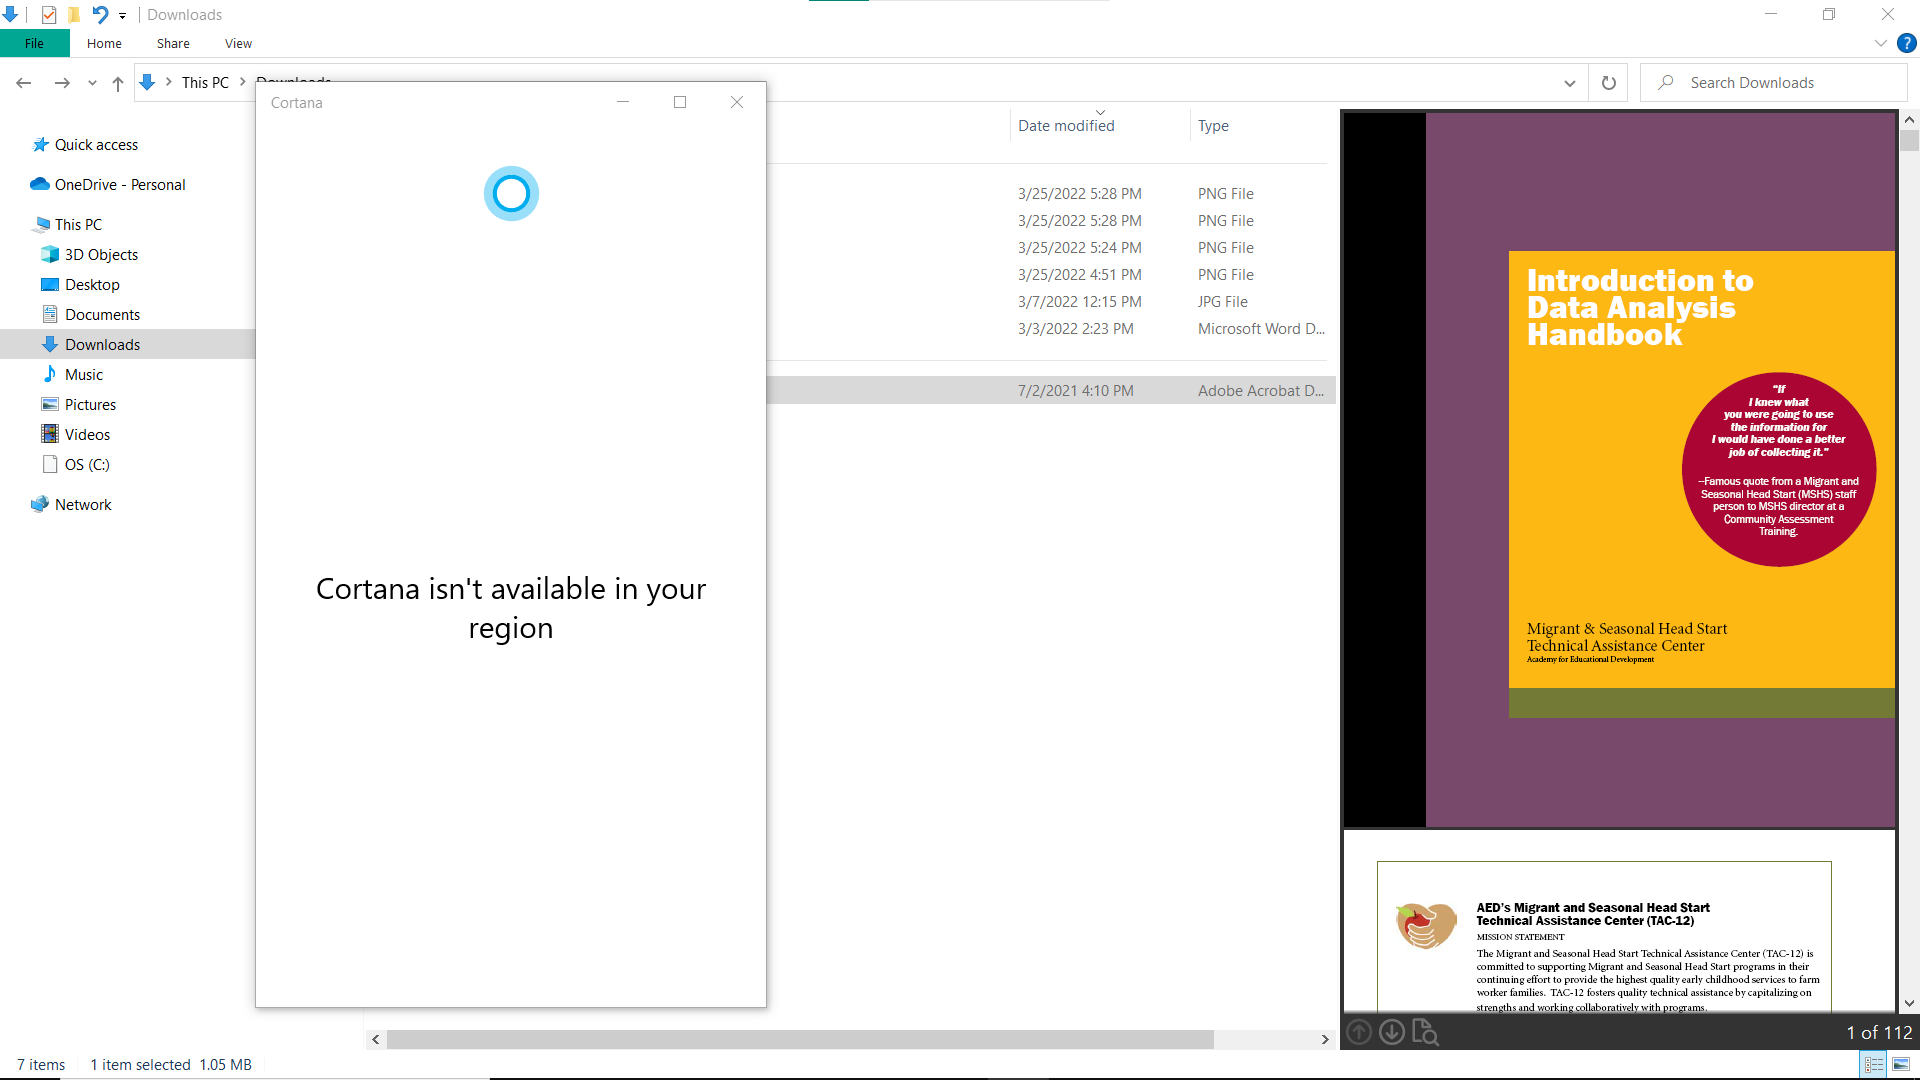 Downloads
File
Home
Share
View
?
This PC
Search Downloads
Cortana
Date modified
Type
Quick access
OneDrive - Personal
This PC
3D Objects
Desktop
Documents
Downloads
Music
Pictures
Videos
OS (C:)
Network
Cortana isn't available in your
region
3/25/2022 5:28 PM PNG File
3/25/2022 5:28 PM PNG File
3/25/2022 5:24 PM PNG File
3/25/2022 4:51 PM PNG File
3/7/2022 12:15 PM JPG File
3/3/2022 2:23 PM Microsoft Word D...
7/2/2021 4:10 PM Adobe Acrobat D...
Introduction to
Data Analysis
Handbook
"If
I knew what
you were going to use
the information for
I would have done a better
job of collecting it."
–Famous quote from a Migrant and
Seasonal Head Start (MSHS) staff
person to MSHS director at a
Community Assessment
Training.
Migrant & Seasonal Head Start
Technical Assistance Center
Academy for Educational Development
AED's Migrant and Seasonal Head Start
Technical Assistance Center (TAC-12)
MISSION STATEMENT
The Migrant and Seasonal Head Start Technical Assistance Center (TAC-12) is
committed to supporting Migrant and Seasonal Head Start programs in their
continuing effort to provide the highest quality early childhood services to farm
worker families. TAC-12 fosters quality technical assistance by capitalizing on
strengths and working collaboratively with programs.
1 of 112
7 items
1 item selected 1.05 MB